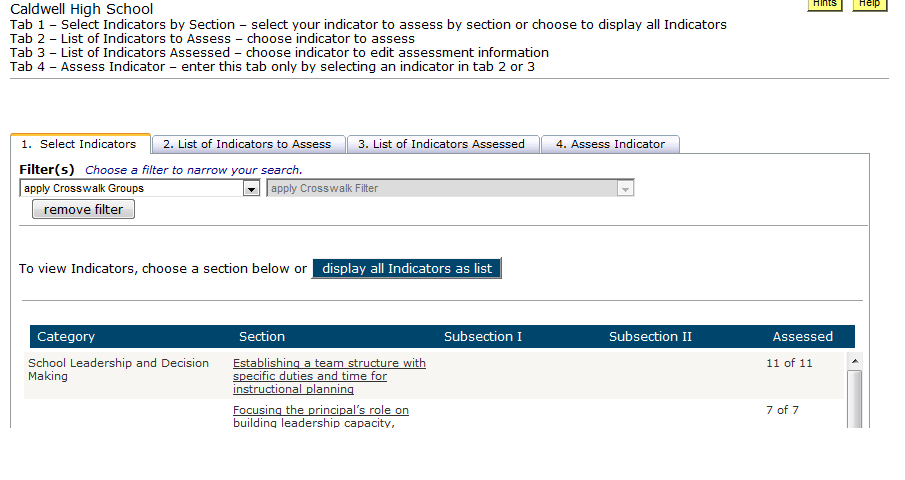 Caldwell High School
Hints Help
Tab 1 – Select Indicators by Section – select your indicator to assess by section or choose to display all Indicators
Tab 2 – List of Indicators to Assess – choose indicator to assess
Tab 3 – List of Indicators Assessed – choose indicator to edit assessment information
Tab 4 – Assess Indicator – enter this tab only by selecting an indicator in tab 2 or 3
1. Select Indicators 2. List of Indicators to Assess 3. List of Indicators Assessed 4. Assess Indicator
Filter(s) Choose a filter to narrow your search.
apply Crosswalk Groups apply Crosswalk Filter
remove filter
To view Indicators, choose a section below or display all Indicators as list
Category Section Subsection I Subsection II Assessed
School Leadership and Decision Establishing a team structure with 11 of 11
Making specific duties and time for
instructional planning
Focusing the principal's role on 7 of 7
building leadership capacity,